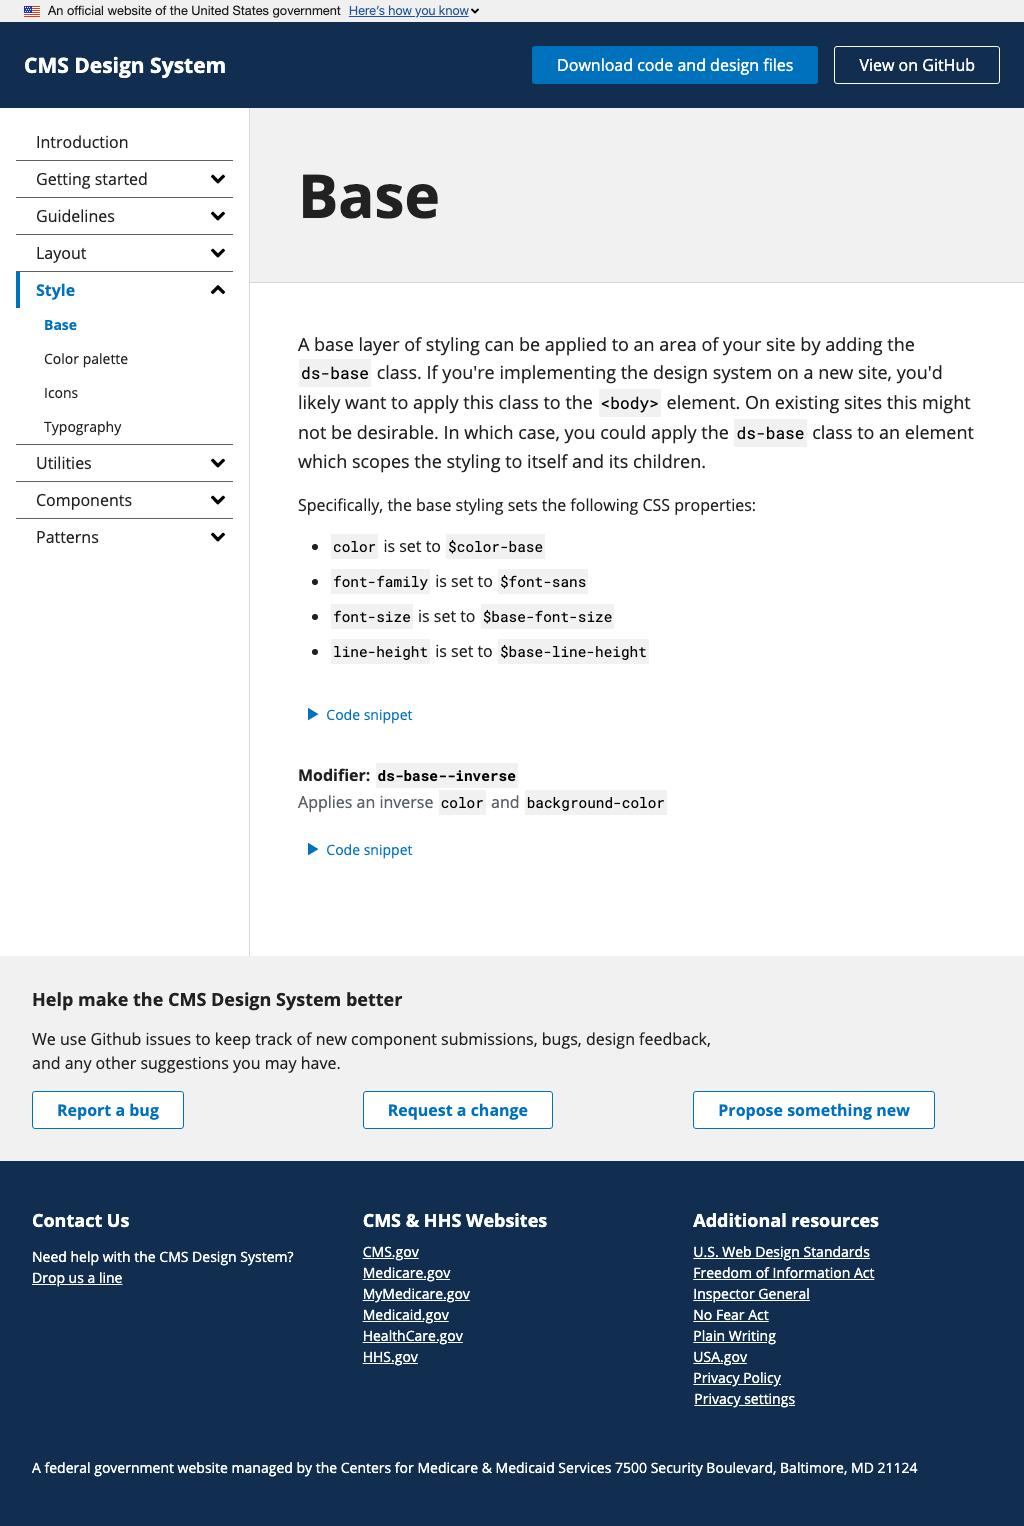 An official website of the United States government Here's how you know
CMS Design System
Download code and design files
View on GitHub
Introduction
Getting started
Guidelines
Layout
Style
Base
Color palette
Icons
Typography
Utilities
Components
Patterns
Base
A base layer of styling can be applied to an area of your site by adding the
ds-base class. If you're implementing the design system on a new site, you'd
likely want to apply this class to the <body> element. On existing sites this might
not be desirable. In which case, you could apply the ds-base class to an element
which scopes the styling to itself and its children.
Specifically, the base styling sets the following CSS properties:
• color is set to $color-base
• font-family is set to $font-sans
• font-size is set to $base-font-size
• line-height is set to $base-line-height
Code snippet
Modifier: ds-base--inverse
Applies an inverse color and background-color
Code snippet
Help make the CMS Design System better
We use Github issues to keep track of new component submissions, bugs, design feedback,
and any other suggestions you may have.
Report a bug
Request a change
Propose something new
Contact Us
Need help with the CMS Design System?
Drop us a line
CMS & HHS Websites
CMS.gov
Medicare.gov
MyMedicare.gov
Medicaid.gov
HealthCare.gov
HHS.gov
Additional resources
U.S. Web Design Standards
Freedom of Information Act
Inspector General
No Fear Act
Plain Writing
USA.gov
Privacy Policy
Privacy settings
A federal government website managed by the Centers for Medicare & Medicaid Services 7500 Security Boulevard, Baltimore, MD 21124